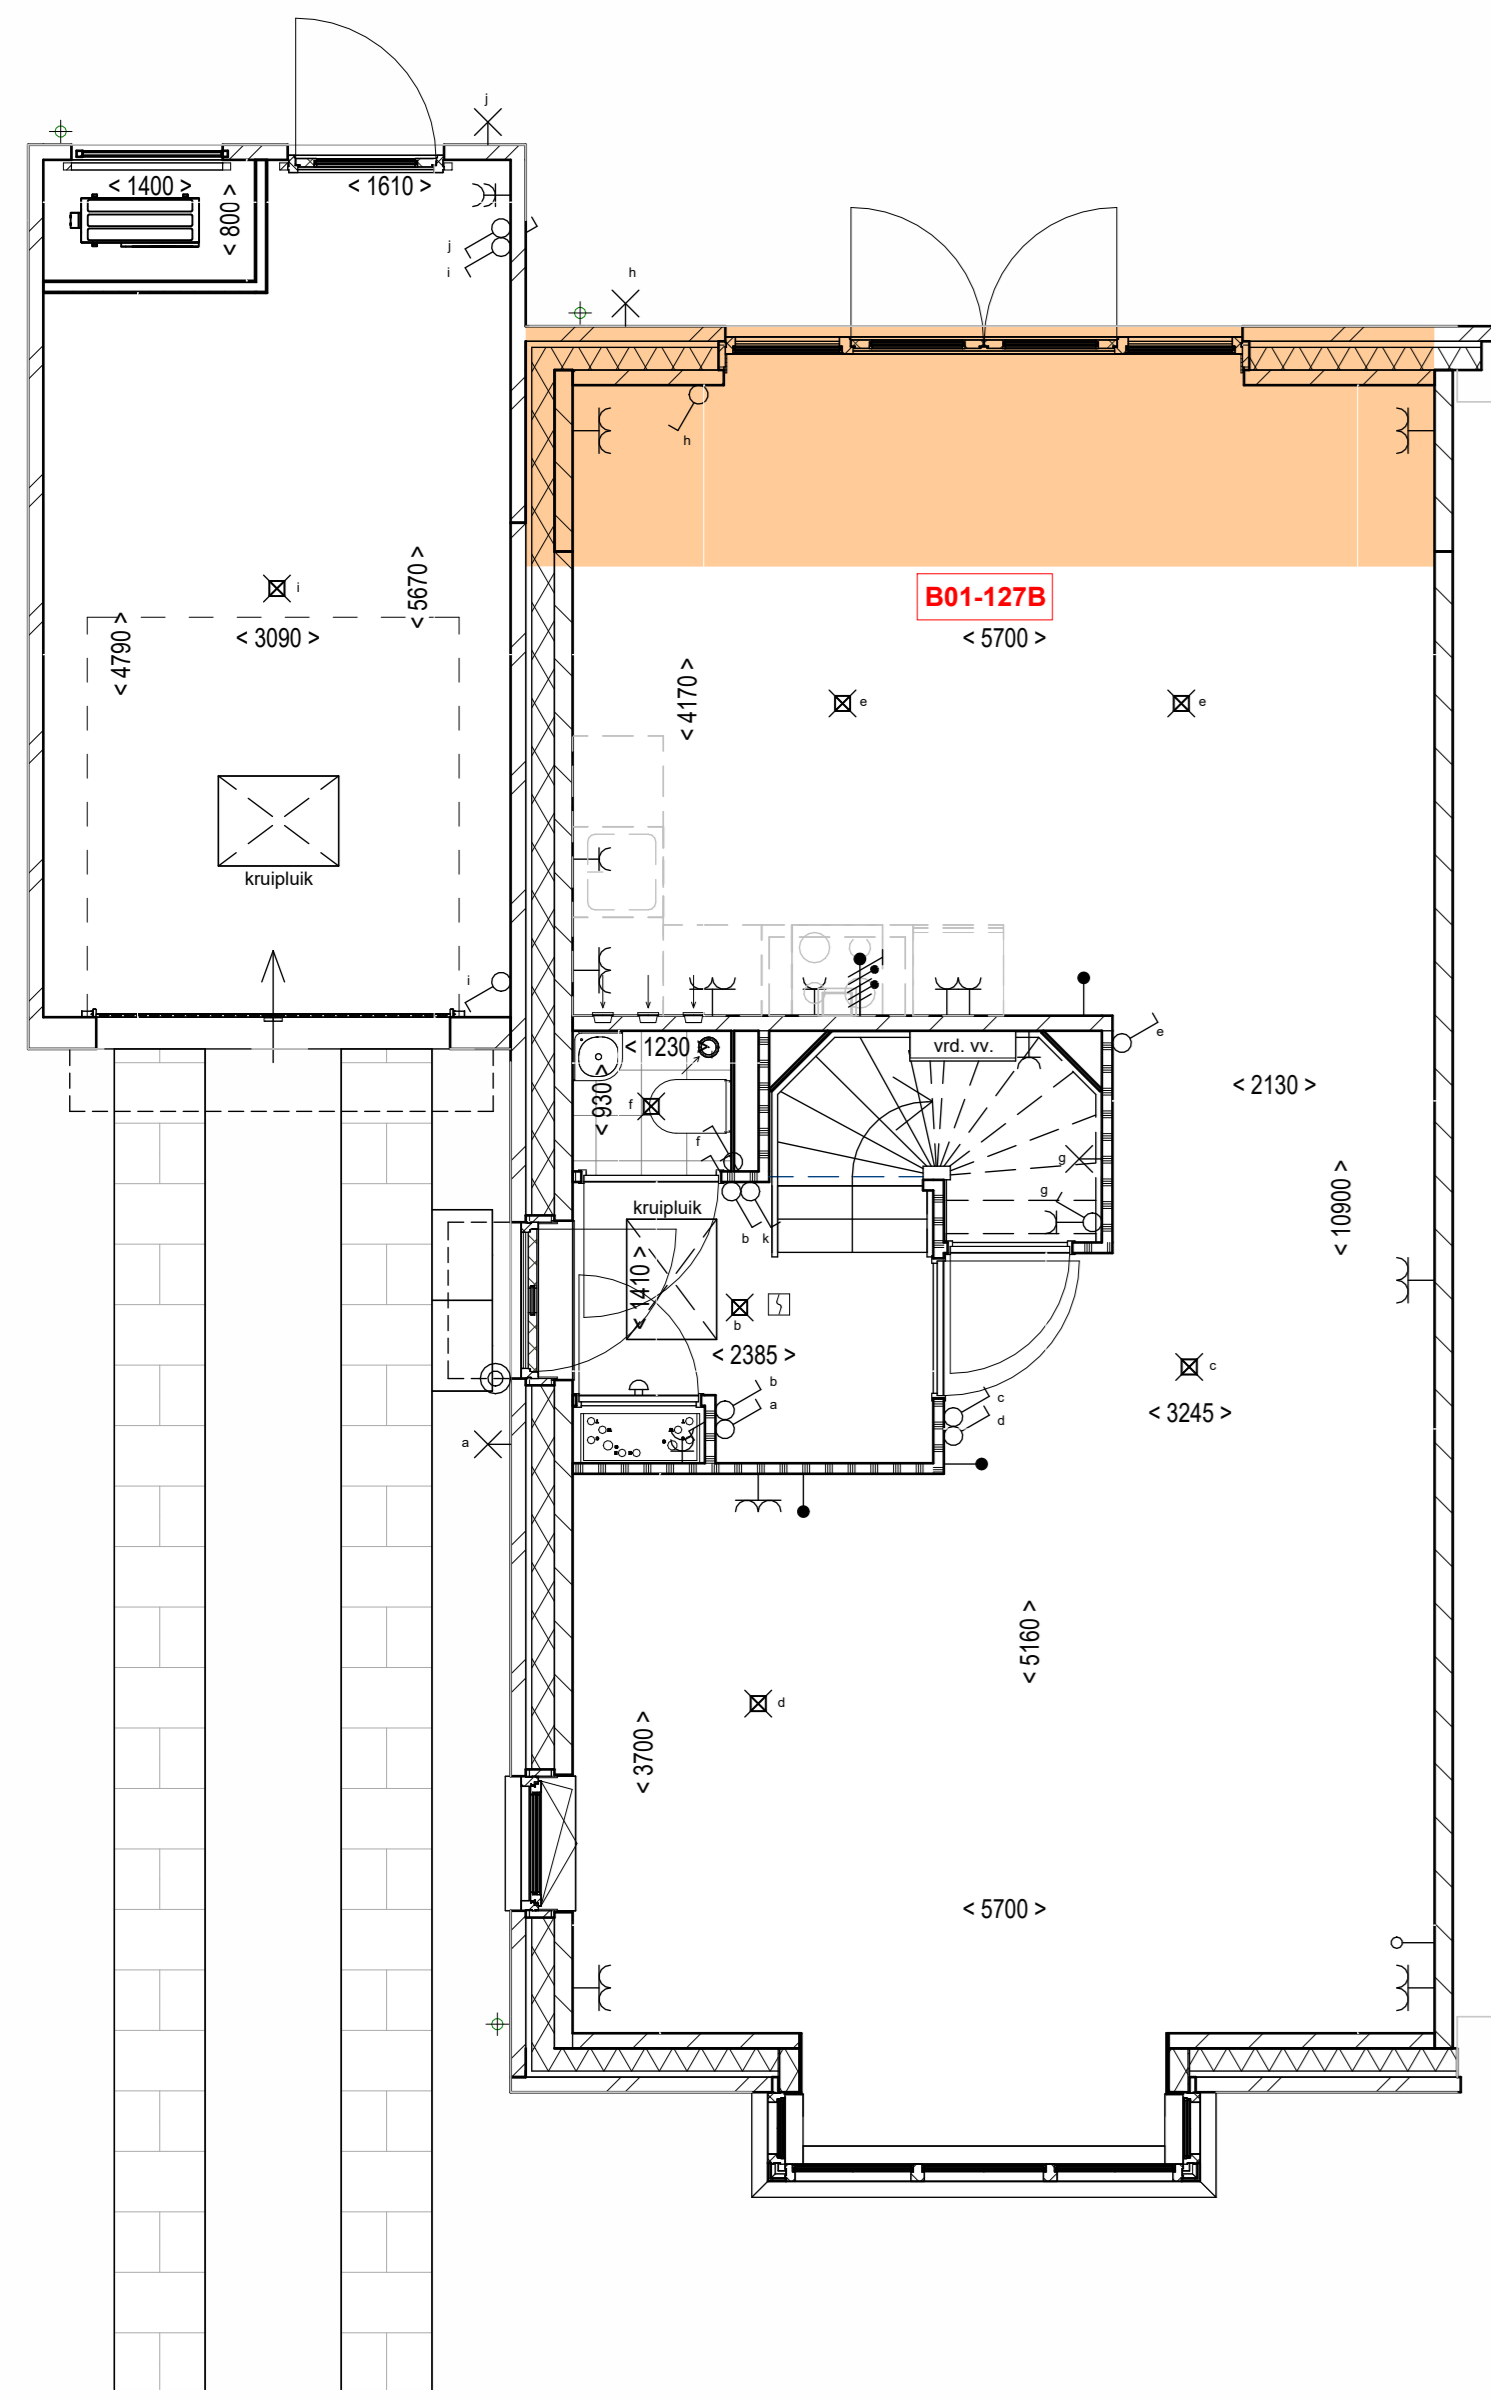 j
< 1400 >
< 1610 >
< 800 >
j
i
h
h
B01-127B
< 5700 >
< 5670 >
i
< 3090 >
< 4790 >
< 4170 >
e
e
kruipluik
i
< 1230 >
vrd. vv.
e
< 930 >
f
f
< 2130 >
g
g
kruipluik
b
k
< 10900 >
< 1410 >
b
< 2385 >
c
b
a
c
d
< 3245 >
a
< 5160 >
d
< 3700 >
< 5700 >